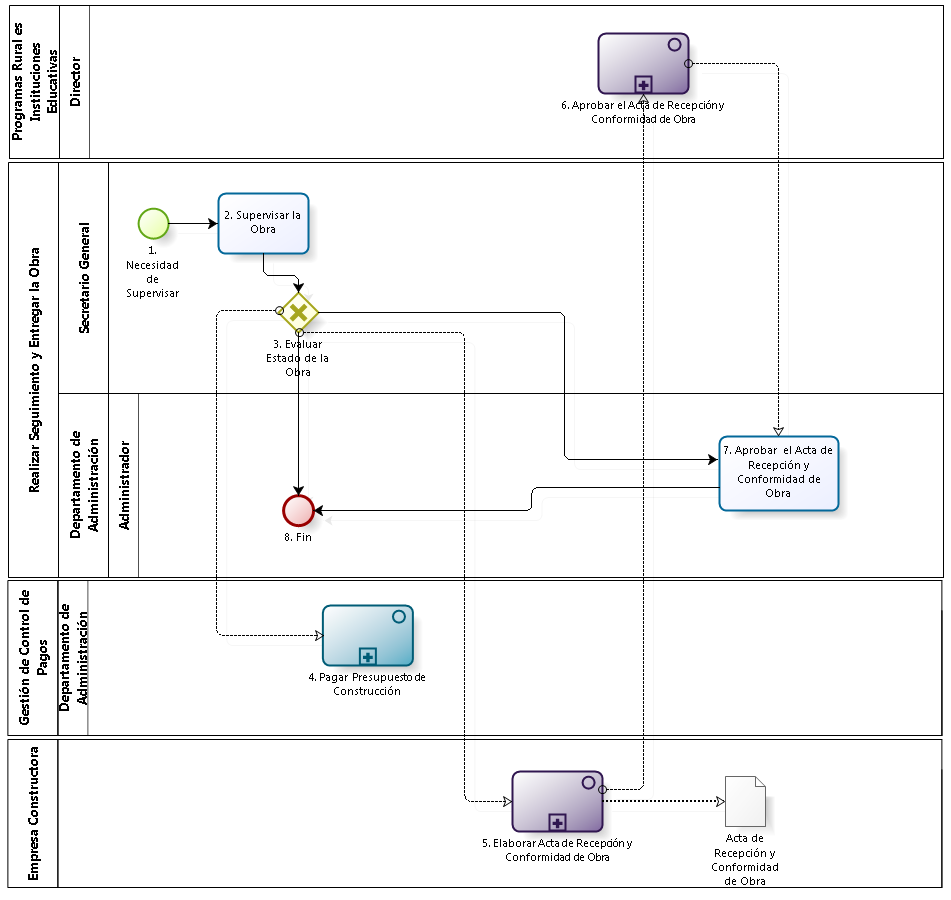 Programas Rural es
Instituciones
Educativas
Director
6. Aprobar el Acta de Recepción y
Conformidad de Obra
Realizar Seguimiento y Entregar la Obra
Secretario General
1.
Necesidad
de
Supervisar
2. Supervisar la
Obra
3. Evaluar
Estado de la
Obra
Departamento de
Administración
Administrador
7. Aprobar el Acta de
Recepción y
Conformidad de
Obra
8. Fin
Gestión de Control de
Pagos
Departamento de
Administración
4. Pagar Presupuesto de
Construcción
Empresa Constructora
5. Elaborar Acta de Recepción y
Conformidad de Obra
Acta de
Recepción y
Conformidad
de Obra